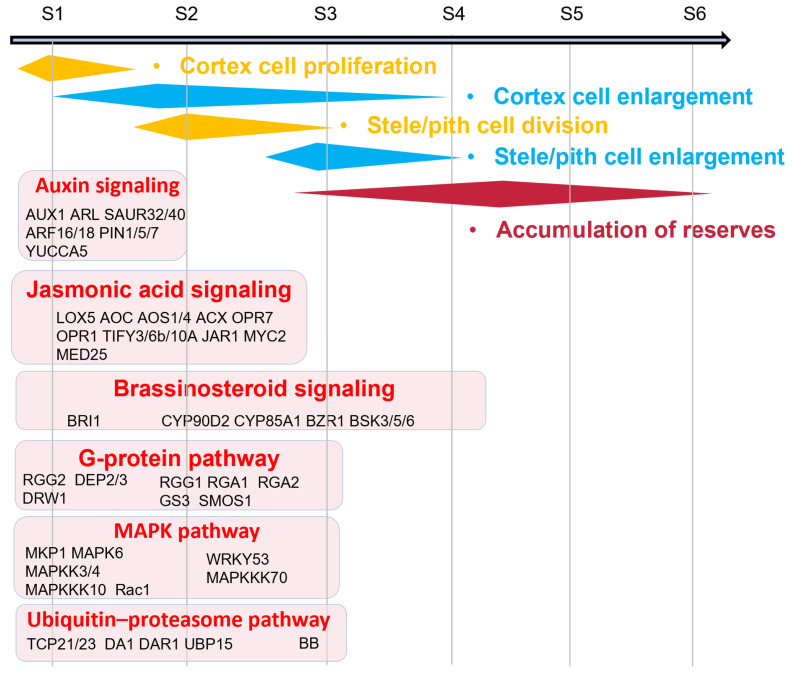 S1 S2 S3 S4 S5 S6
• Cortex cell proliferation
• Cortex cell enlargement
• Stele/pith cell division
• Stele/pith cell enlargement
• Accumulation of reserves
Auxin signaling
AUX1 ARL SAUR32/40
ARF16/18 PIN1/5/7
YUCCA5
Jasmonic acid signaling
LOX5 AOC AOS1/4 ACX OPR7
OPR1 TIFY3/6b/10A JAR1 MYC2
MED25
Brassinosteroid signaling
BRI1 CYP90D2 CYP85A1 BZR1 BSK3/5/6
G-protein pathway
RGG2 DEP2/3 RGG1 RGA1 RGA2
DRW1 GS3 SMOS1
MAPK pathway
MKP1 MAPK6
MAPKK3/4
MAPKKK10 Rac1
WRKY53
MAPKKK70
Ubiquitin–proteasome pathway
TCP21/23 DA1 DAR1 UBP15 BB